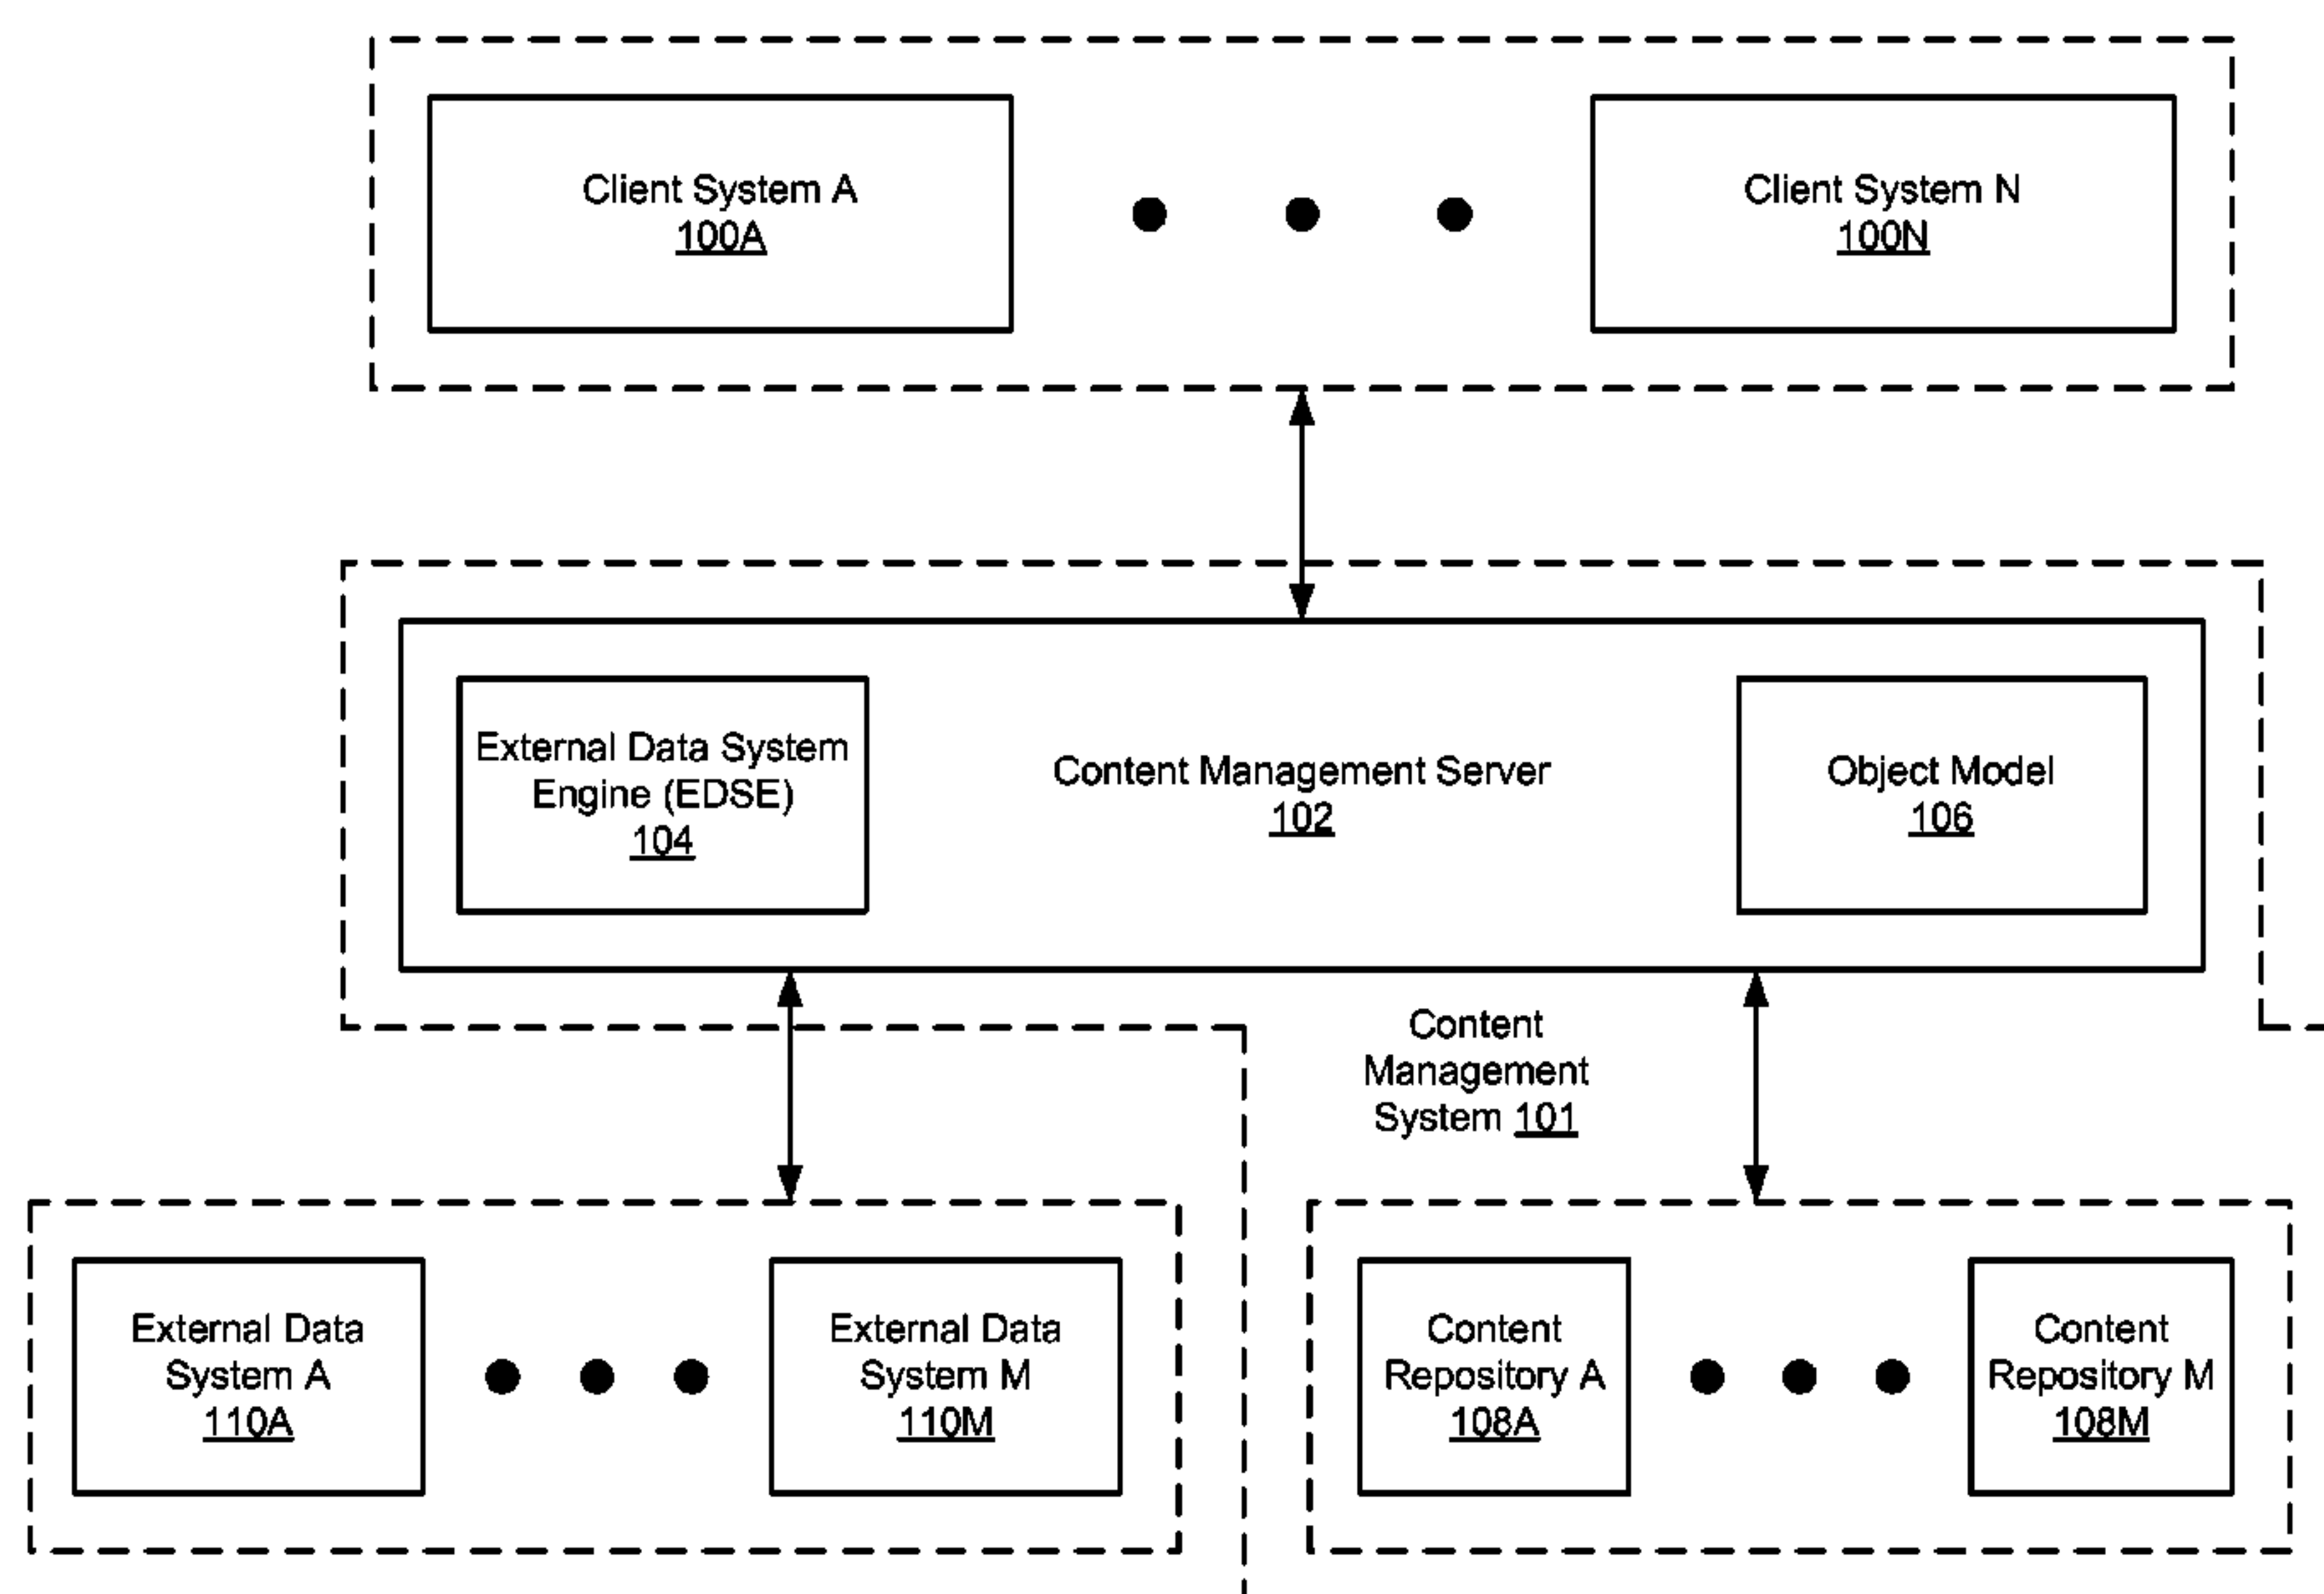 Client System A
100A
Client System N
100N
External Data System
Engine (EDSE)
104
Content Management Server
102
Object Model
106
Content
Management
System 101
External Data
System A
110A
External Data
System M
110M
Content
Repository A
108A
Content
Repository M
108M